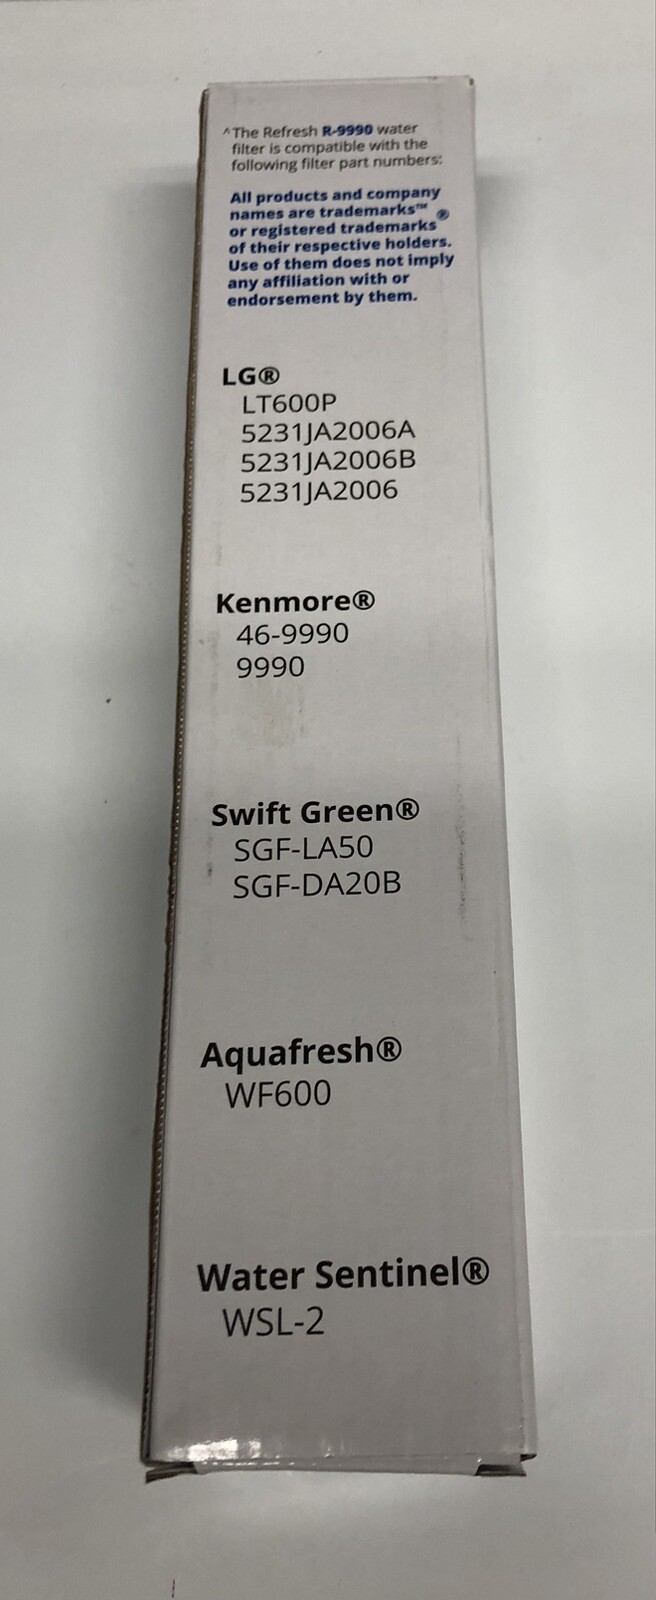 ^The Refresh R-9990 water
filter is compatible with the
following filter part numbers:
All products and company
names are trademarks™
or registered trademarks®
of their respective holders.
Use of them does not imply
any affiliation with or
endorsement by them.
LG®
LT600P
5231JA2006A
5231JA2006B
5231JA2006
Kenmore®
46-9990
9990
Swift Green®
SGF-LA50
SGF-DA20B
Aquafresh®
WF600
Water Sentinel®
WSL-2